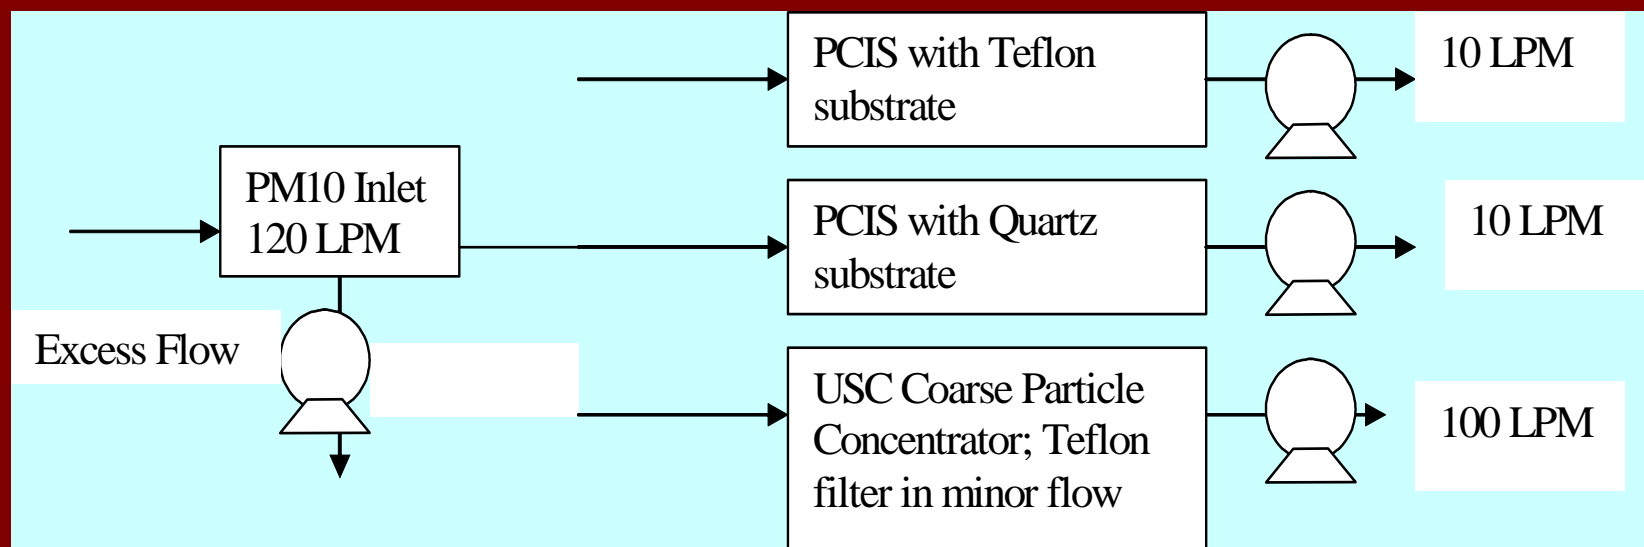 PCIS with Teflon
substrate
10 LPM
PM10 Inlet
120 LPM
PCIS with Quartz
substrate
10 LPM
Excess Flow
USC Coarse Particle
Concentrator; Teflon
filter in minor flow
100 LPM